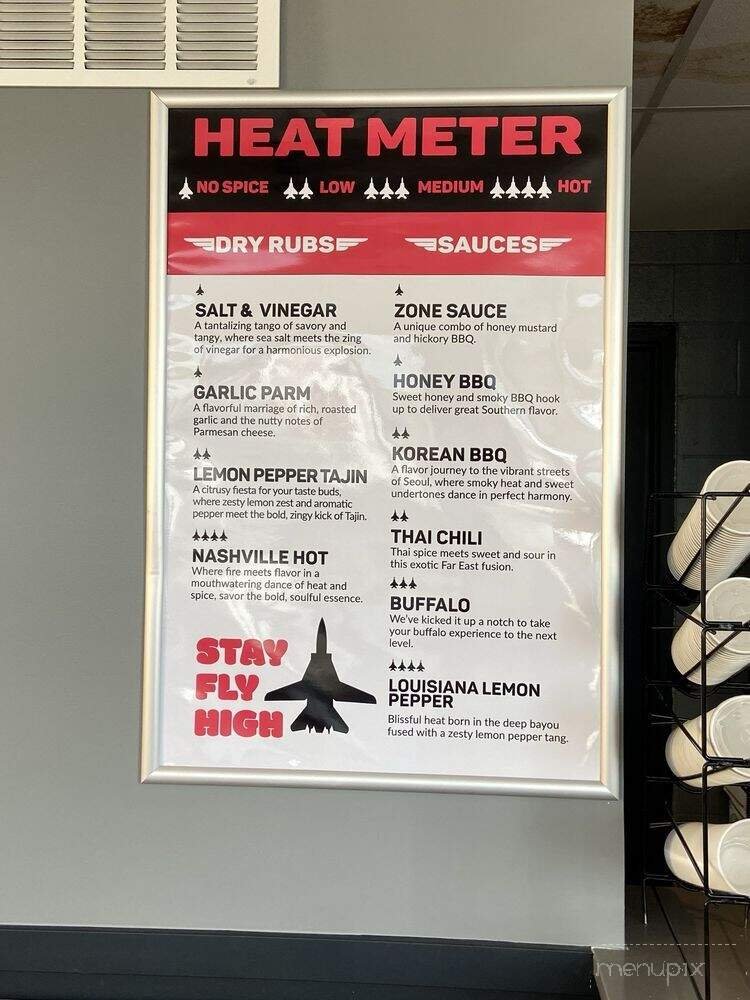 HEAT METER
NO SPICE LOW MEDIUM HOT
DRY RUBS
SALT & VINEGAR
A tantalizing tango of savory and
tangy, where sea salt meets the zing
of vinegar for a harmonious explosion.
GARLIC PARM
A flavorful marriage of rich, roasted
garlic and the nutty notes of
Parmesan cheese.
LEMON PEPPER TAJIN
A citrusy fiesta for your taste buds,
where zesty lemon zest and aromatic
pepper meet the bold, zingy kick of Tajin.
NASHVILLE HOT
Where fire meets flavor in a
mouthwatering dance of heat and
spice, savor the bold, soulful essence.
STAY
FLY
HIGH
SAUCES
ZONE SAUCE
A unique combo of honey mustard
and hickory BBQ.
HONEY BBQ
Sweet honey and smoky BBQ hook
up to deliver great Southern flavor.
KOREAN BBQ
A flavor journey to the vibrant streets
of Seoul, where smoky heat and sweet
undertones dance in perfect harmony.
THAI CHILI
Thai spice meets sweet and sour in
this exotic Far East fusion.
BUFFALO
We've kicked it up a notch to take
your buffalo experience to the next
level.
LOUISIANA LEMON
PEPPER
Blissful heat born in the deep bayou
fused with a zesty lemon pepper tang.
menupix